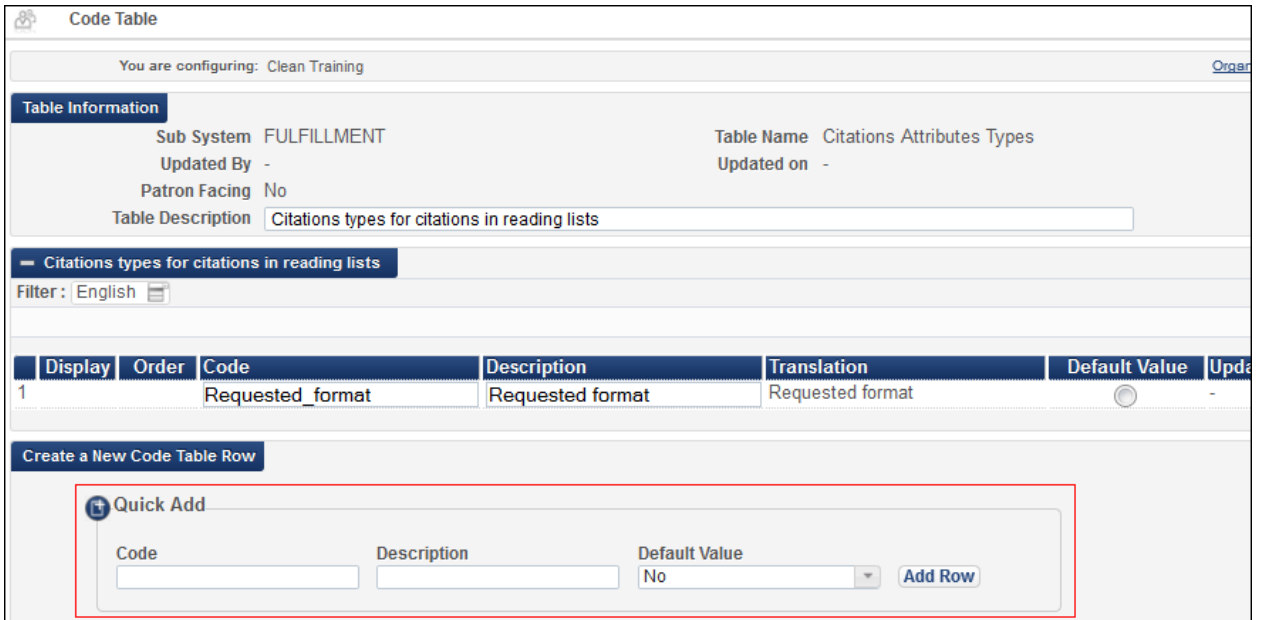 Code Table
You are configuring: Clean Training
Organ
Table Information
Sub System FULFILLMENT Table Name Citations Attributes Types
Updated By - Updated on -
Patron Facing No
Table Description Citations types for citations in reading lists
Citations types for citations in reading lists
Filter : English
Display Order Code Description Translation Default Value Upda
1 Requested_format Requested format Requested format -
Create a New Code Table Row
Quick Add
Code Description Default Value
No Add Row